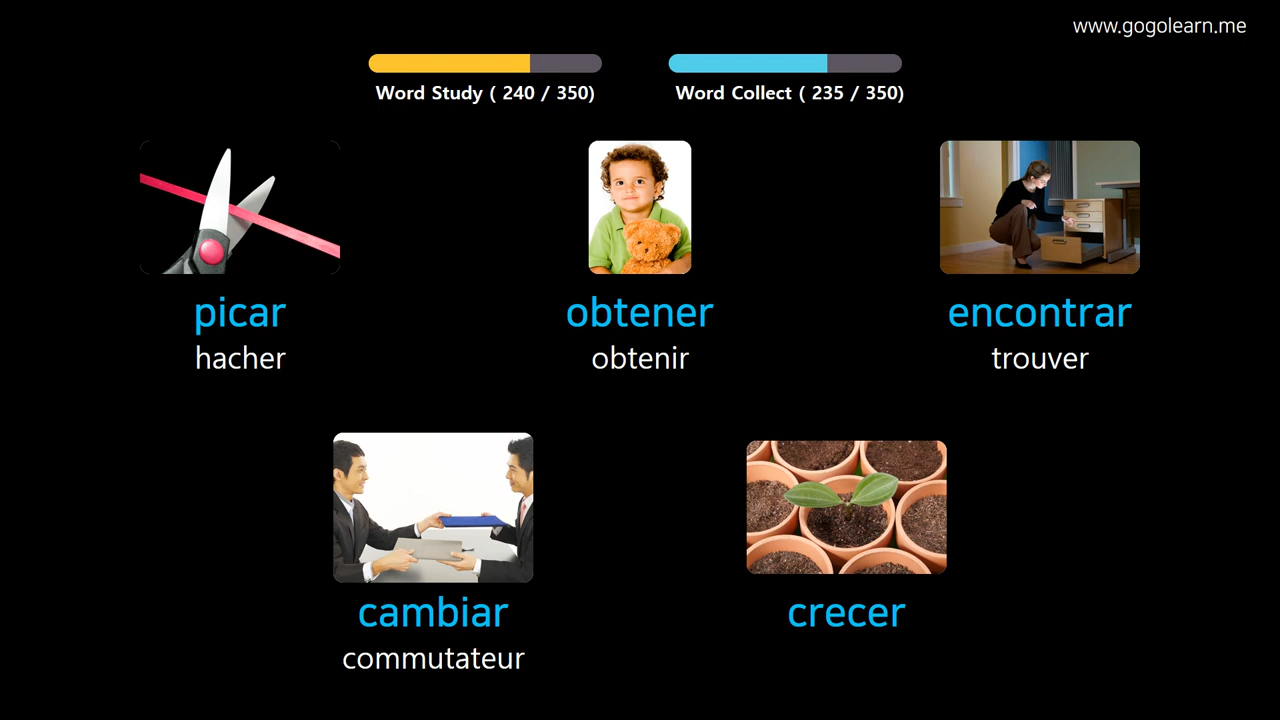 www.gogolearn.me
Word Study ( 240 / 350)
Word Collect ( 235 / 350)
picar
hacher
obtener
obtenir
encontrar
trouver
cambiar
commutateur
crecer